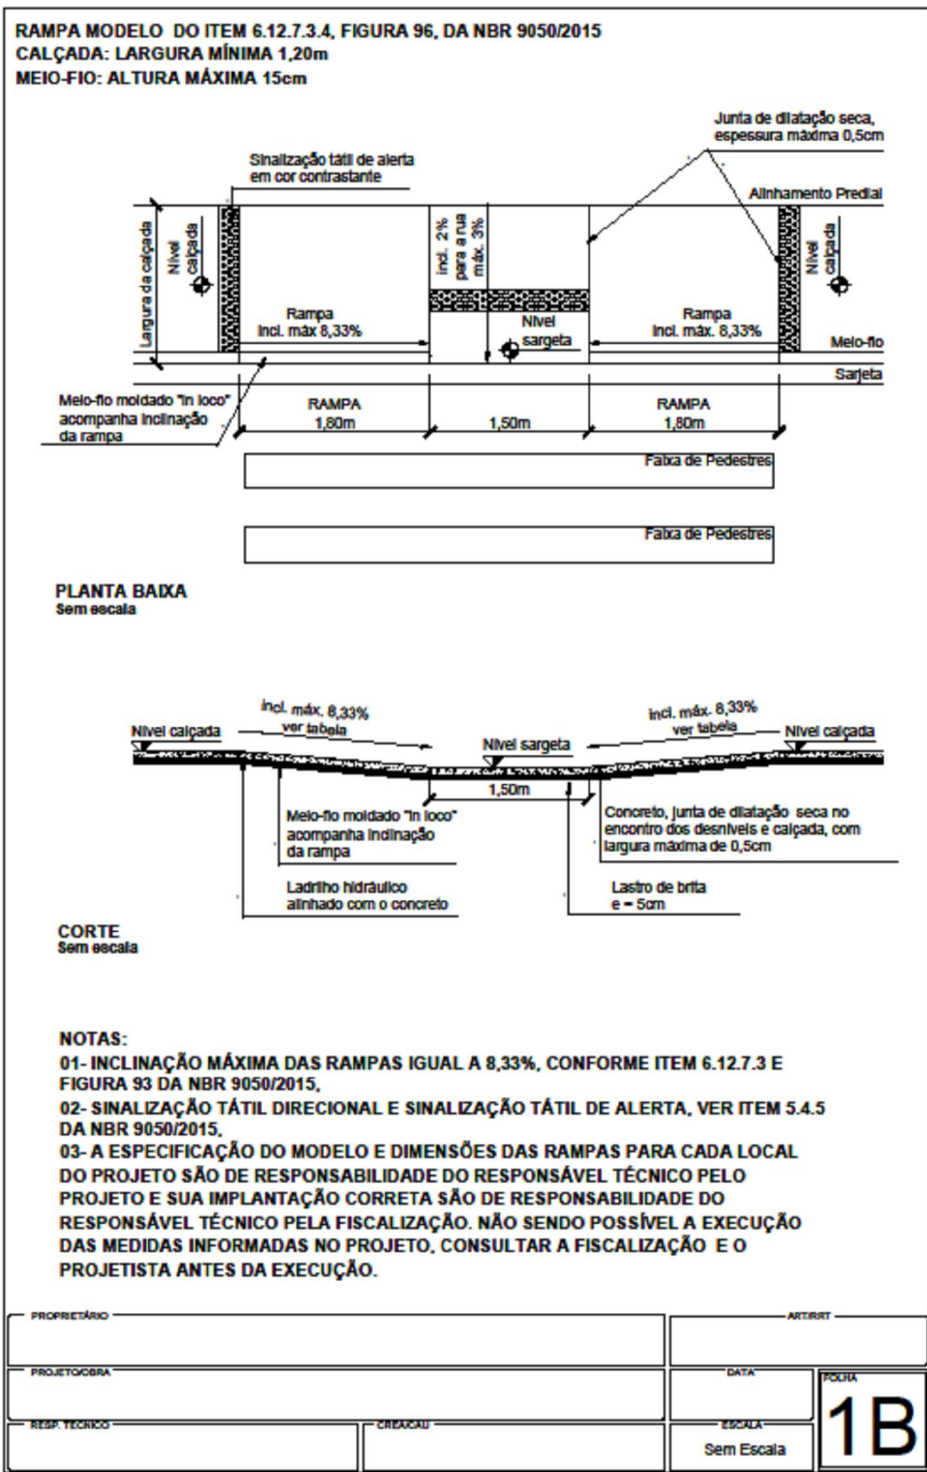 RAMPA MODELO DO ITEM 6.12.7.3.4, FIGURA 96, DA NBR 9050/2015
CALÇADA: LARGURA MÍNIMA 1,20m
MEIO-FIO: ALTURA MÁXIMA 15cm
Junta de dilatação seca,
espessura máxima 0,5cm
Sinalização tátil de alerta
em cor contrastante
Alinhamento Predial
Largura da calçada
Nível
calçada
incl. 2%
para a rua
máx. 3%
Nível
calçada
Rampa
Incl. máx 8,33%
Nível
sargeta
Rampa
Incl. máx. 8,33%
Meio-fio
Sarjeta
Meio-fio moldado "in loco"
acompanha inclinação
da rampa
RAMPA
1,80m
1,50m
RAMPA
1,80m
Faixa de Pedestres
Faixa de Pedestres
PLANTA BAIXA
Sem escala
incl. máx. 8,33%
ver tabela
incl. máx. 8,33%
ver tabela
Nível calçada
Nível sargeta
Nível calçada
1,50m
Meio-fio moldado "in loco"
acompanha inclinação
da rampa
Concreto, junta de dilatação seca no
encontro dos desníveis e calçada, com
largura máxima de 0,5cm
Ladrilho hidráulico
alinhado com o concreto
Lastro de brita
e = 5cm
CORTE
Sem escala
NOTAS:
01- INCLINAÇÃO MÁXIMA DAS RAMPAS IGUAL A 8,33%, CONFORME ITEM 6.12.7.3 E
FIGURA 93 DA NBR 9050/2015,
02- SINALIZAÇÃO TÁTIL DIRECIONAL E SINALIZAÇÃO TÁTIL DE ALERTA, VER ITEM 5.4.5
DA NBR 9050/2015,
03- A ESPECIFICAÇÃO DO MODELO E DIMENSÕES DAS RAMPAS PARA CADA LOCAL
DO PROJETO SÃO DE RESPONSABILIDADE DO RESPONSÁVEL TÉCNICO PELO
PROJETO E SUA IMPLANTAÇÃO CORRETA SÃO DE RESPONSABILIDADE DO
RESPONSÁVEL TÉCNICO PELA FISCALIZAÇÃO. NÃO SENDO POSSÍVEL A EXECUÇÃO
DAS MEDIDAS INFORMADAS NO PROJETO, CONSULTAR A FISCALIZAÇÃO E O
PROJETISTA ANTES DA EXECUÇÃO.
PROPRIETÁRIO
ART/RRT
PROJETO/OBRA
DATA
FOLHA
1B
RESP. TÉCNICO
CREA/CAU
ESCALA
Sem Escala